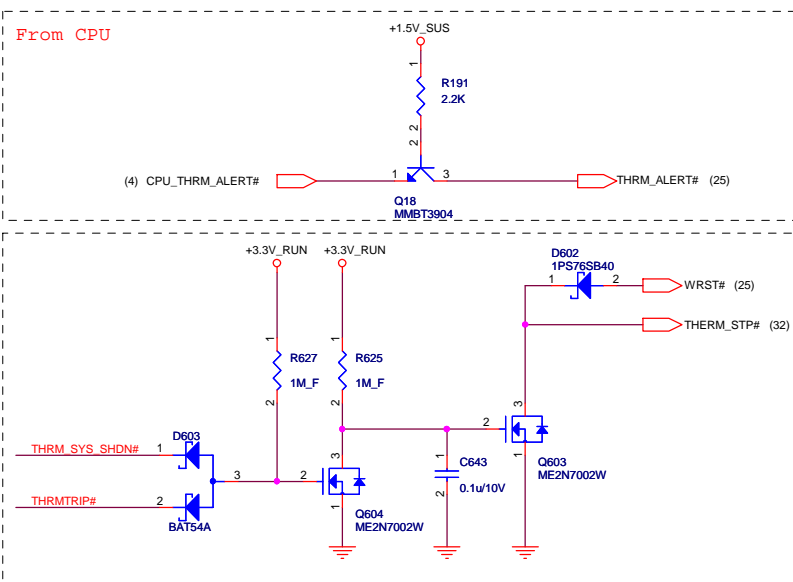 From CPU
+1.5V_SUS
1
R191
2.2K
2
2
(4) CPU_THRM_ALERT#
1
3
THRM_ALERT# (25)
Q18
MMBT3904
+3.3V_RUN
+3.3V_RUN
D602
1PS76SB40
1
2
WRST# (25)
THERM_STP# (32)
1
R627
1M_F
2
1
R625
1M_F
2
D603
THRM_SYS_SHDN#
1
3
2
3
1
THRMTRIP#
2
BAT54A
Q604
ME2N7002W
1
C643
0.1u/10V
2
2
3
1
Q603
ME2N7002W